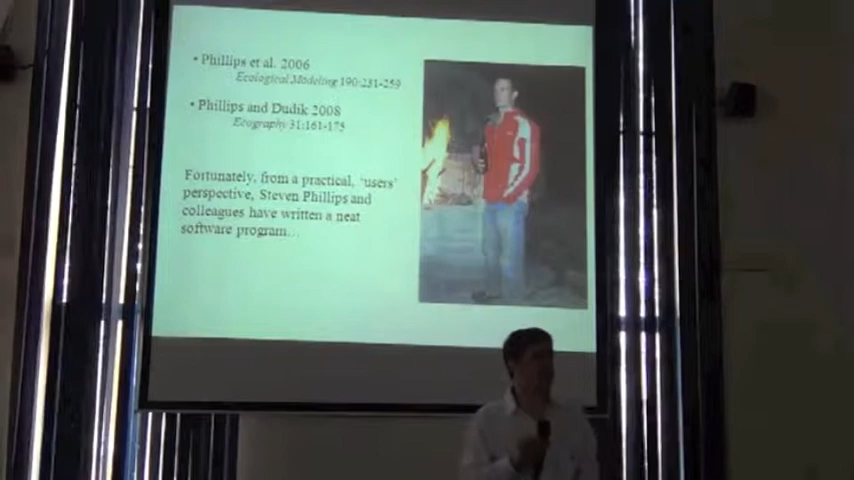 • Phillips et al. 2006
Ecological Modeling 190:231-259
• Phillips and Dudik 2008
Ecography 31:161-175
Fortunately, from a practical, ‘users’
perspective, Steven Phillips and
colleagues have written a neat
software program…